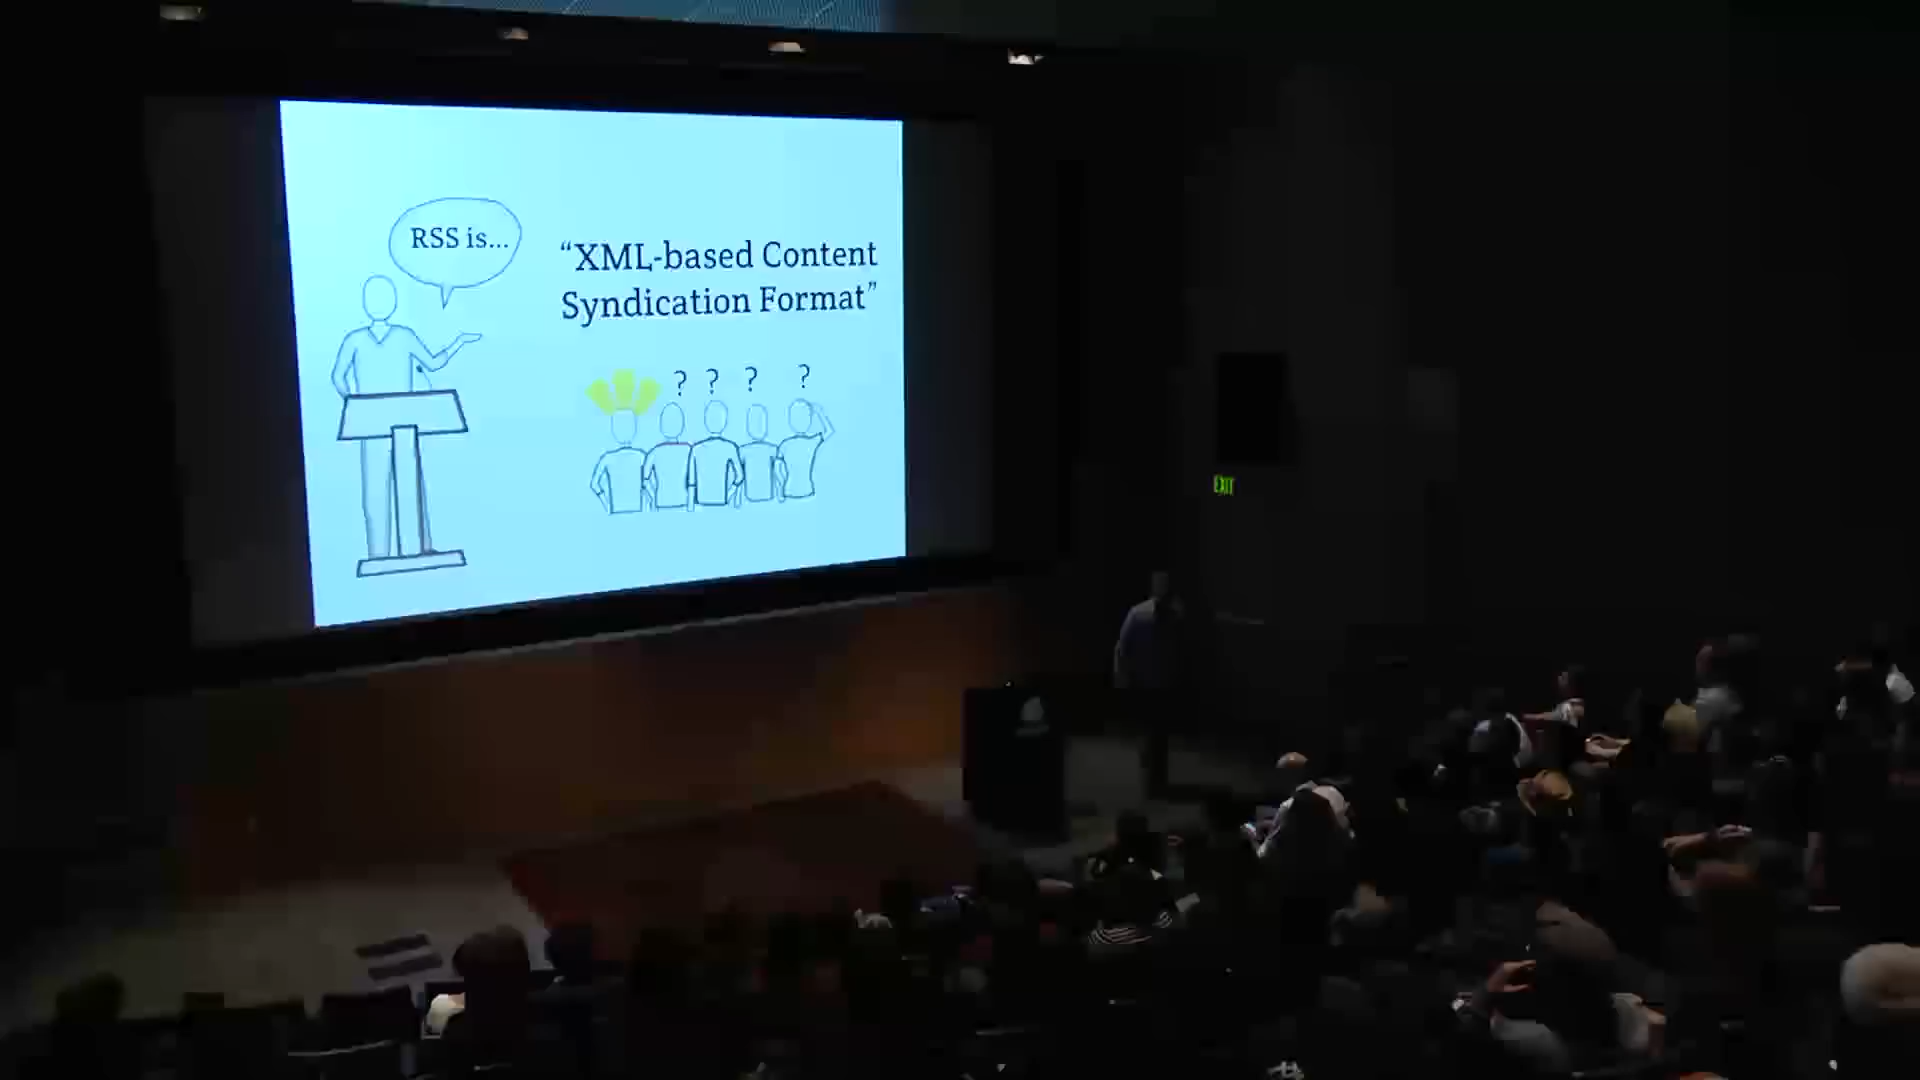 RSS is...
“XML-based Content
Syndication Format”
? ? ? ?
EXIT